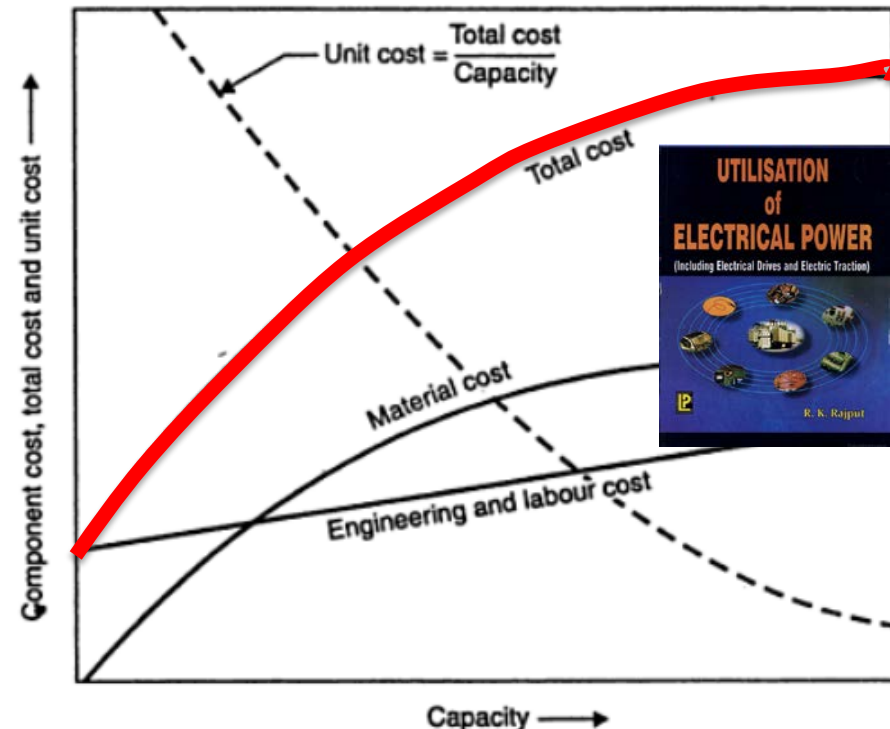 Unit cost = Total cost
Capacity
Total cost
Material cost
Engineering and labour cost
Component cost, total cost and unit cost
Capacity
UTILISATION
of
ELECTRICAL POWER
(Including Electrical Drives and Electric Traction)
LP
R. K. Rajput